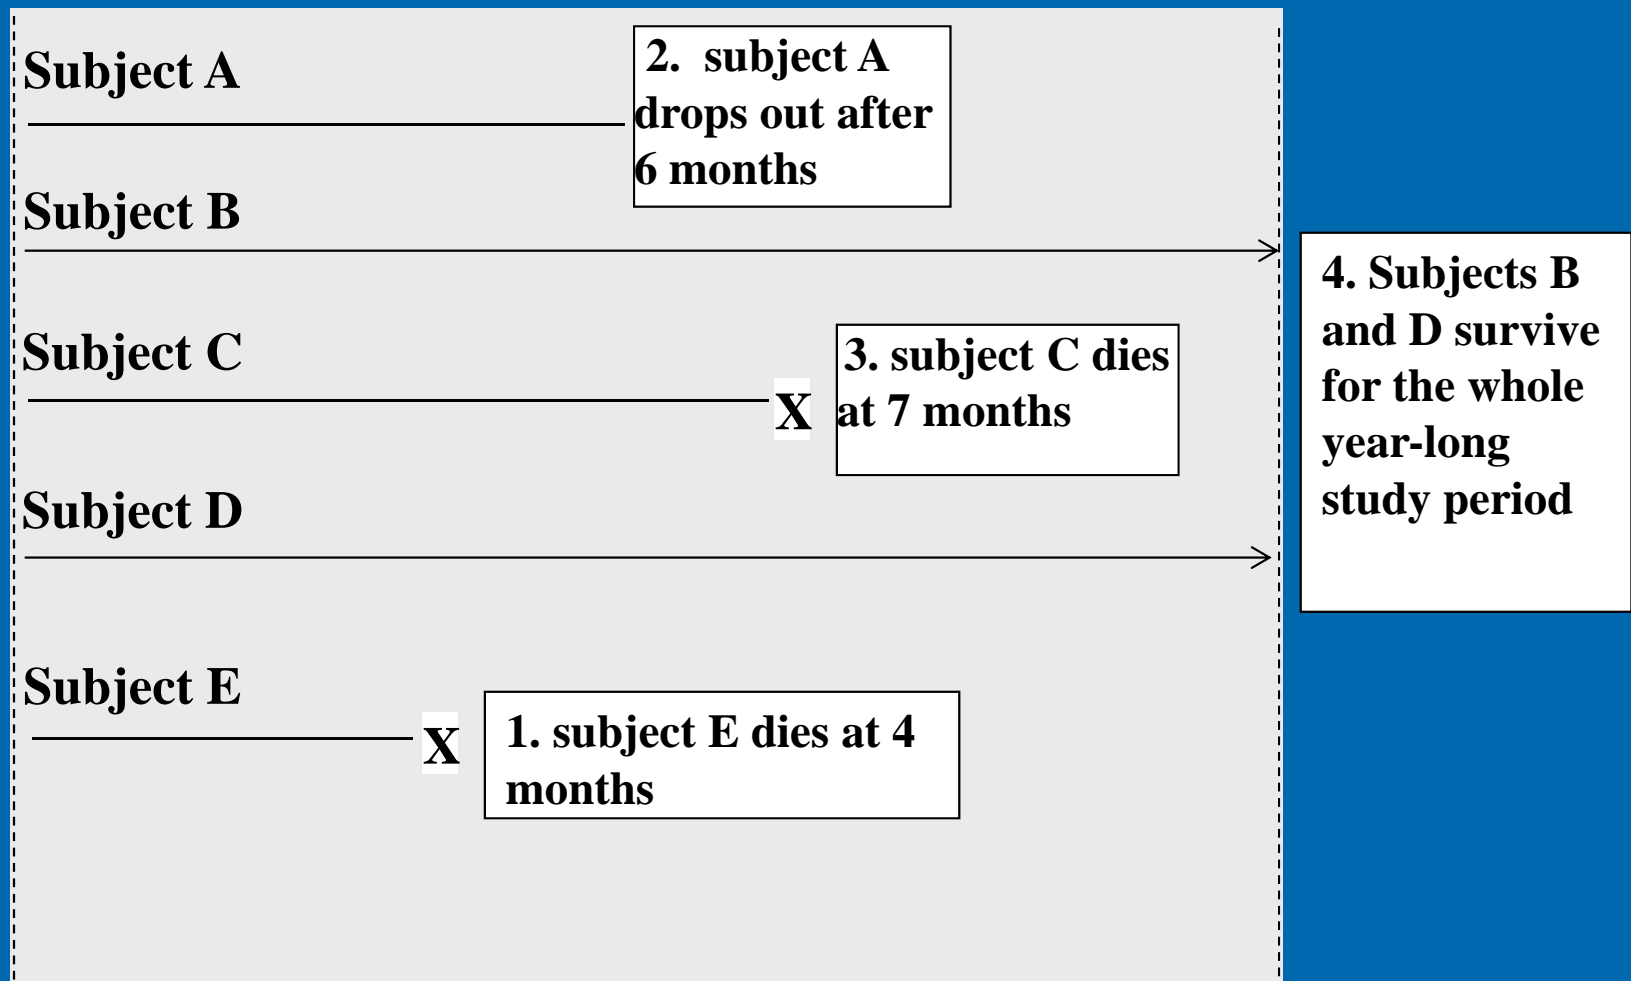 Subject A
2. subject A
drops out after
6 months
Subject B
Subject C
X
3. subject C dies
at 7 months
4. Subjects B
and D survive
for the whole
year-long
study period
Subject D
Subject E
X
1. subject E dies at 4
months